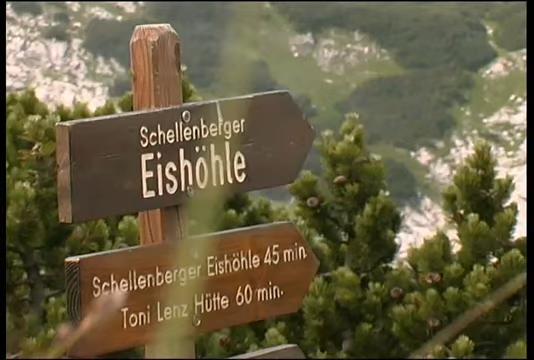 Schellenberger
Eishöhle
Schellenberger Eishöhle 45 min.
Toni Lenz Hütte 60 min.